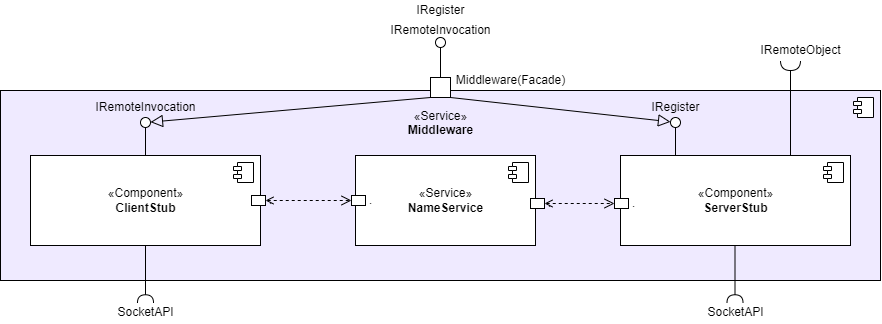 IRegister
IRemoteInvocation
IRemoteObject
Middleware(Facade)
IRemoteInvocation
IRegister
«Service»
Middleware
«Component»
ClientStub
«Service»
NameService
«Component»
ServerStub
.
.
SocketAPI
SocketAPI